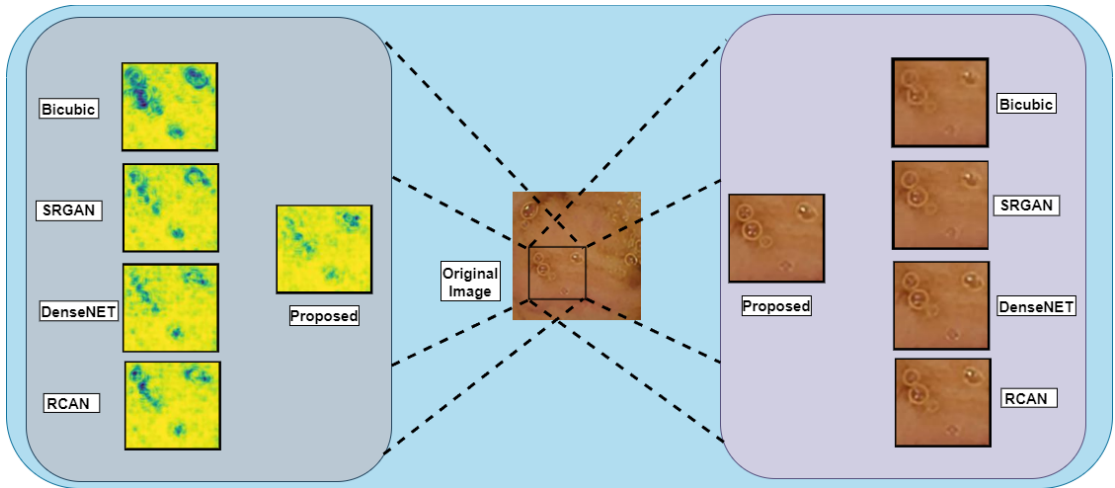 Bicubic
SRGAN
DenseNET
RCAN
Proposed
Original
Image
Proposed
Bicubic
SRGAN
DenseNET
RCAN